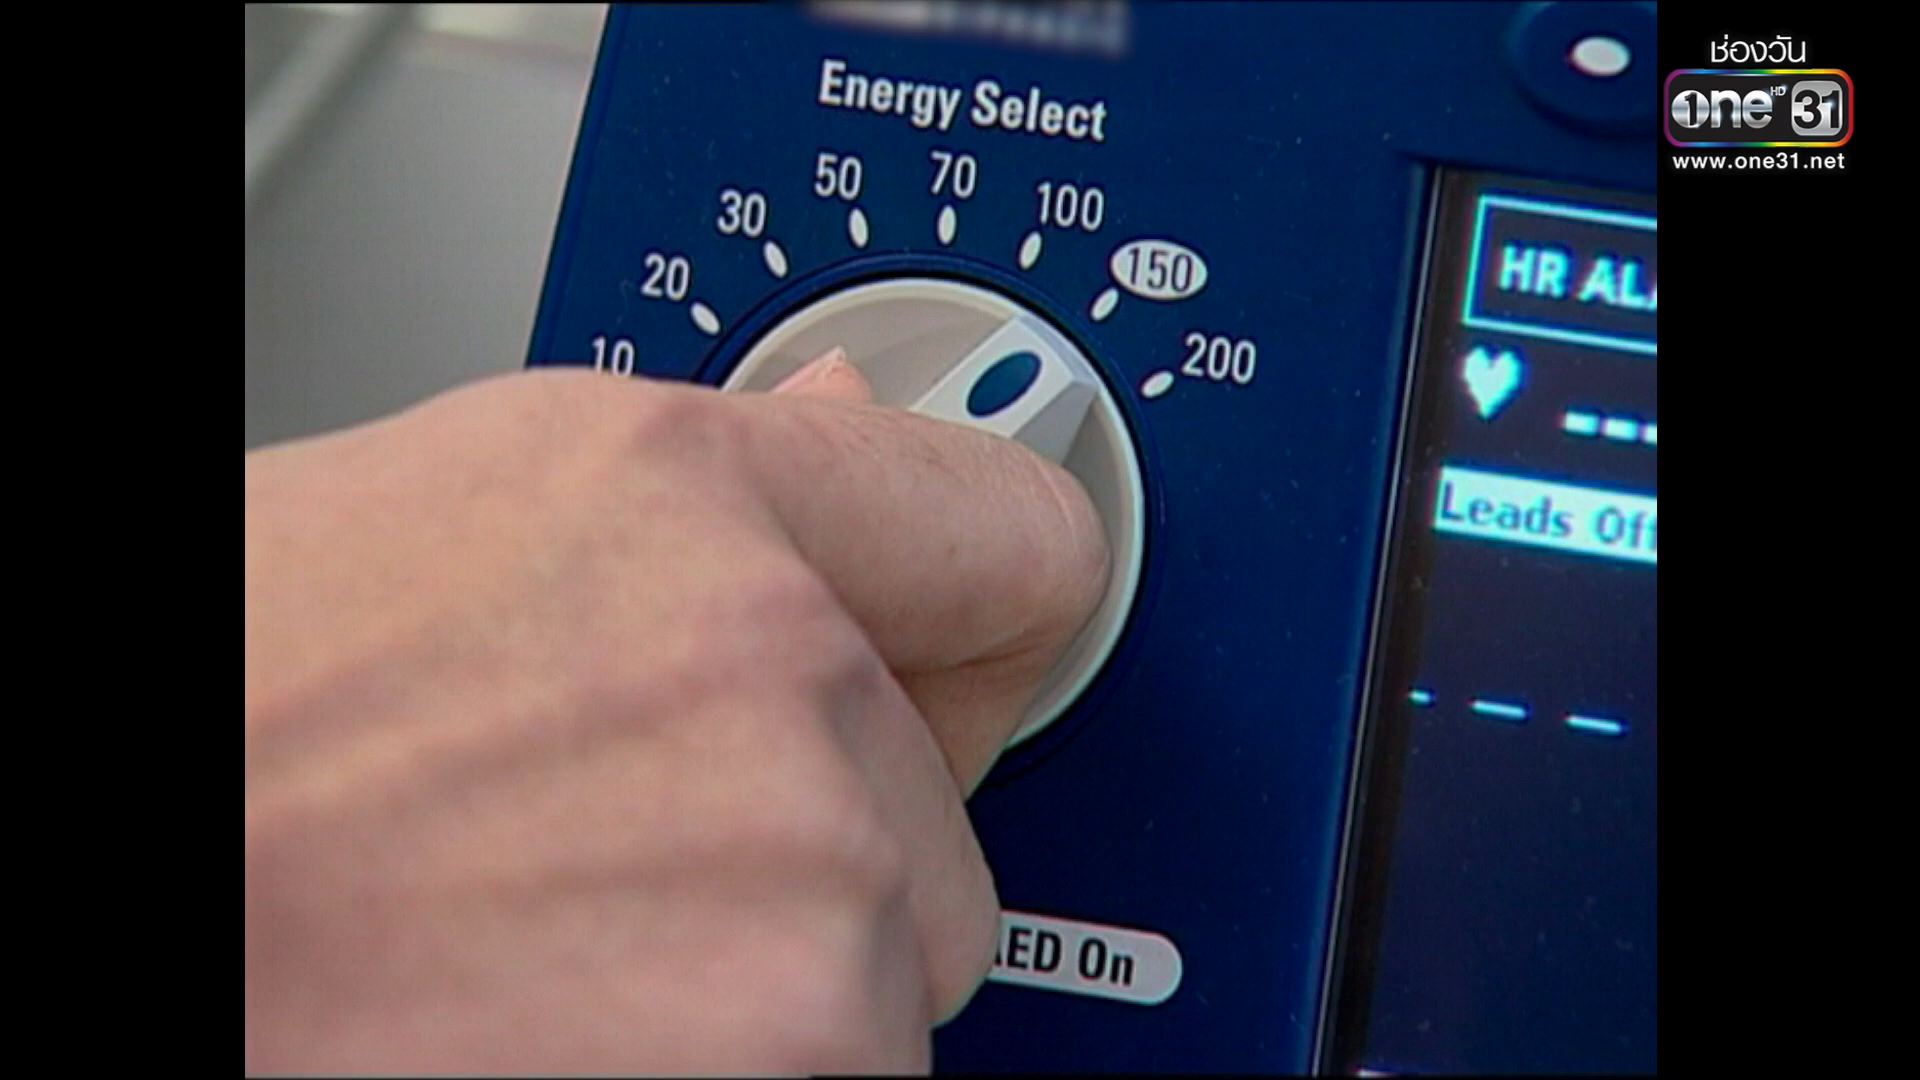 Energy Select
10
20
30
50
70
100
150
200
AED On
HR AL
Leads Off
ช่องวัน
one HD 31
www.one31.net